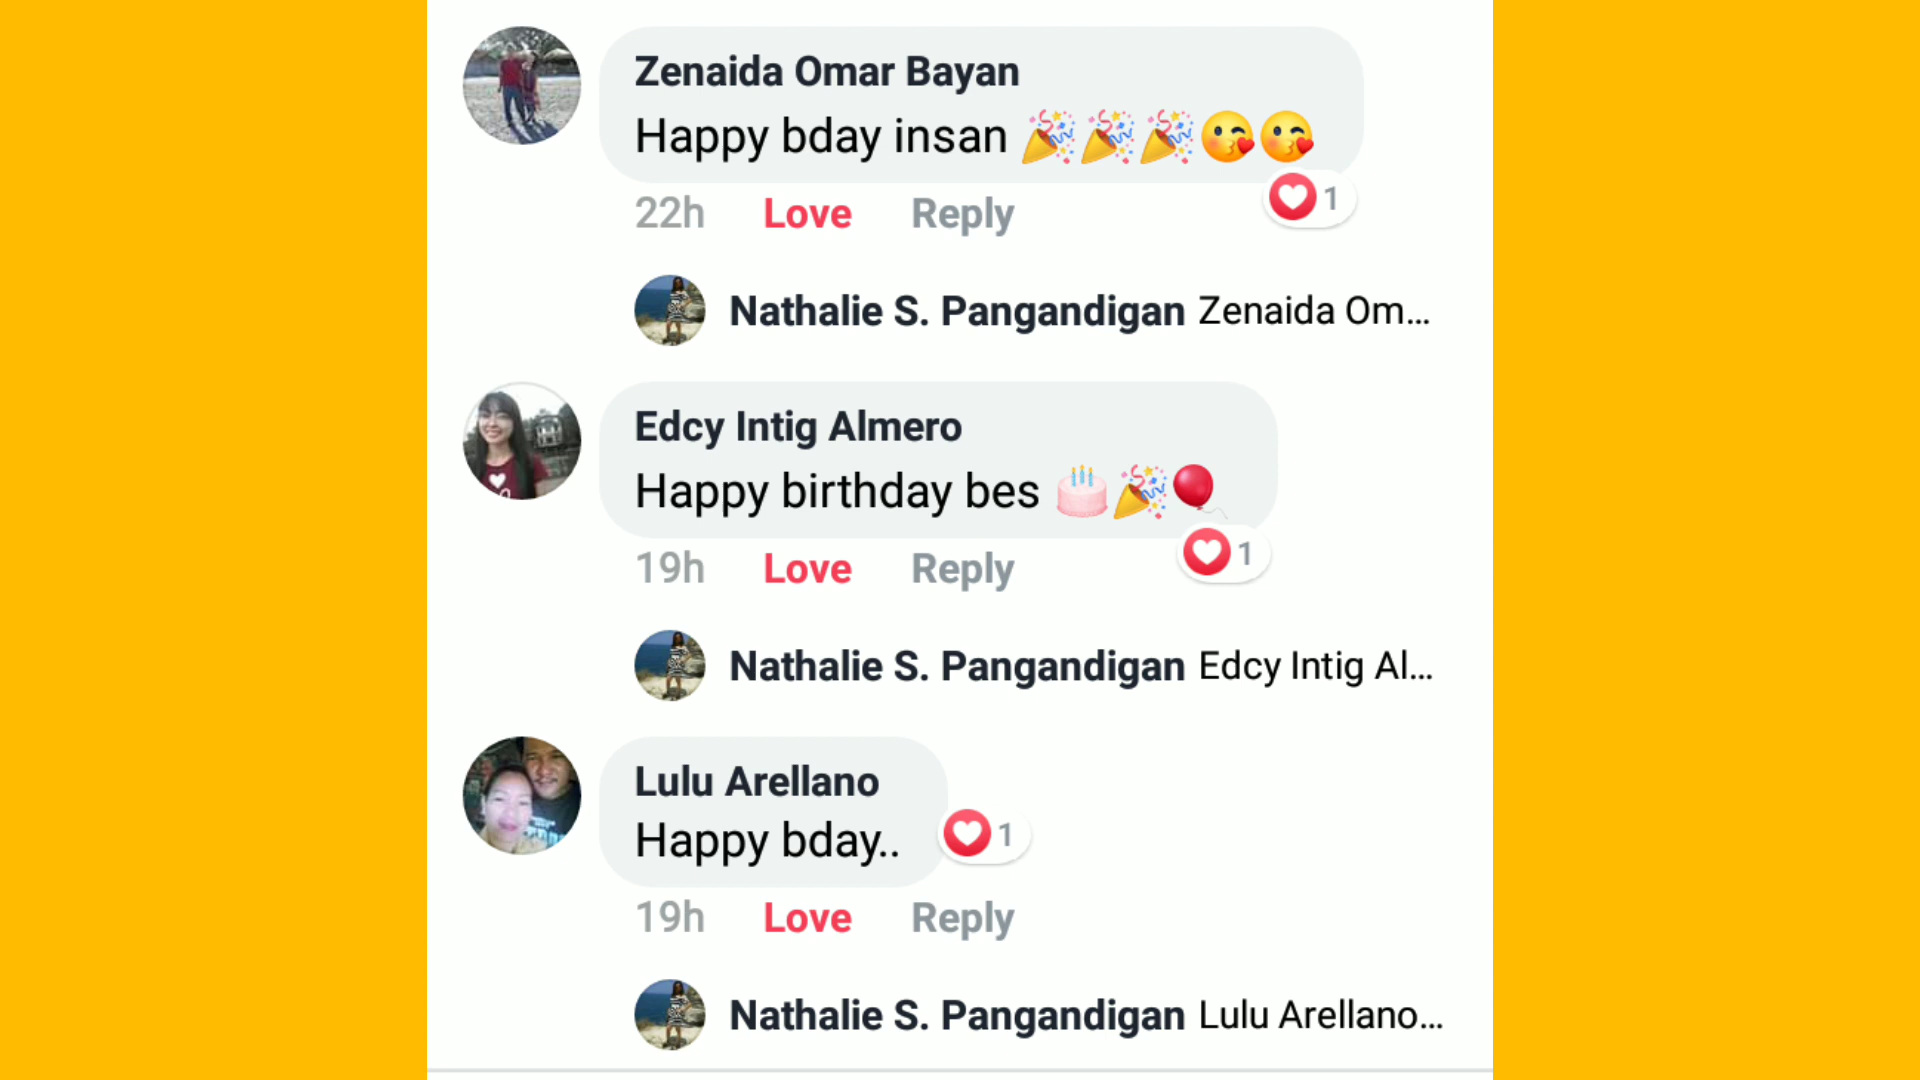 Zenaida Omar Bayan
Happy bday insan 🎉🎉🎉😘😘
22h Love Reply 1
Nathalie S. Pangandigan Zenaida Om...
Edcy Intig Almero
Happy birthday bes 🎂🎉🎈
19h Love Reply 1
Nathalie S. Pangandigan Edcy Intig Al...
Lulu Arellano
Happy bday.. 1
19h Love Reply
Nathalie S. Pangandigan Lulu Arellano...